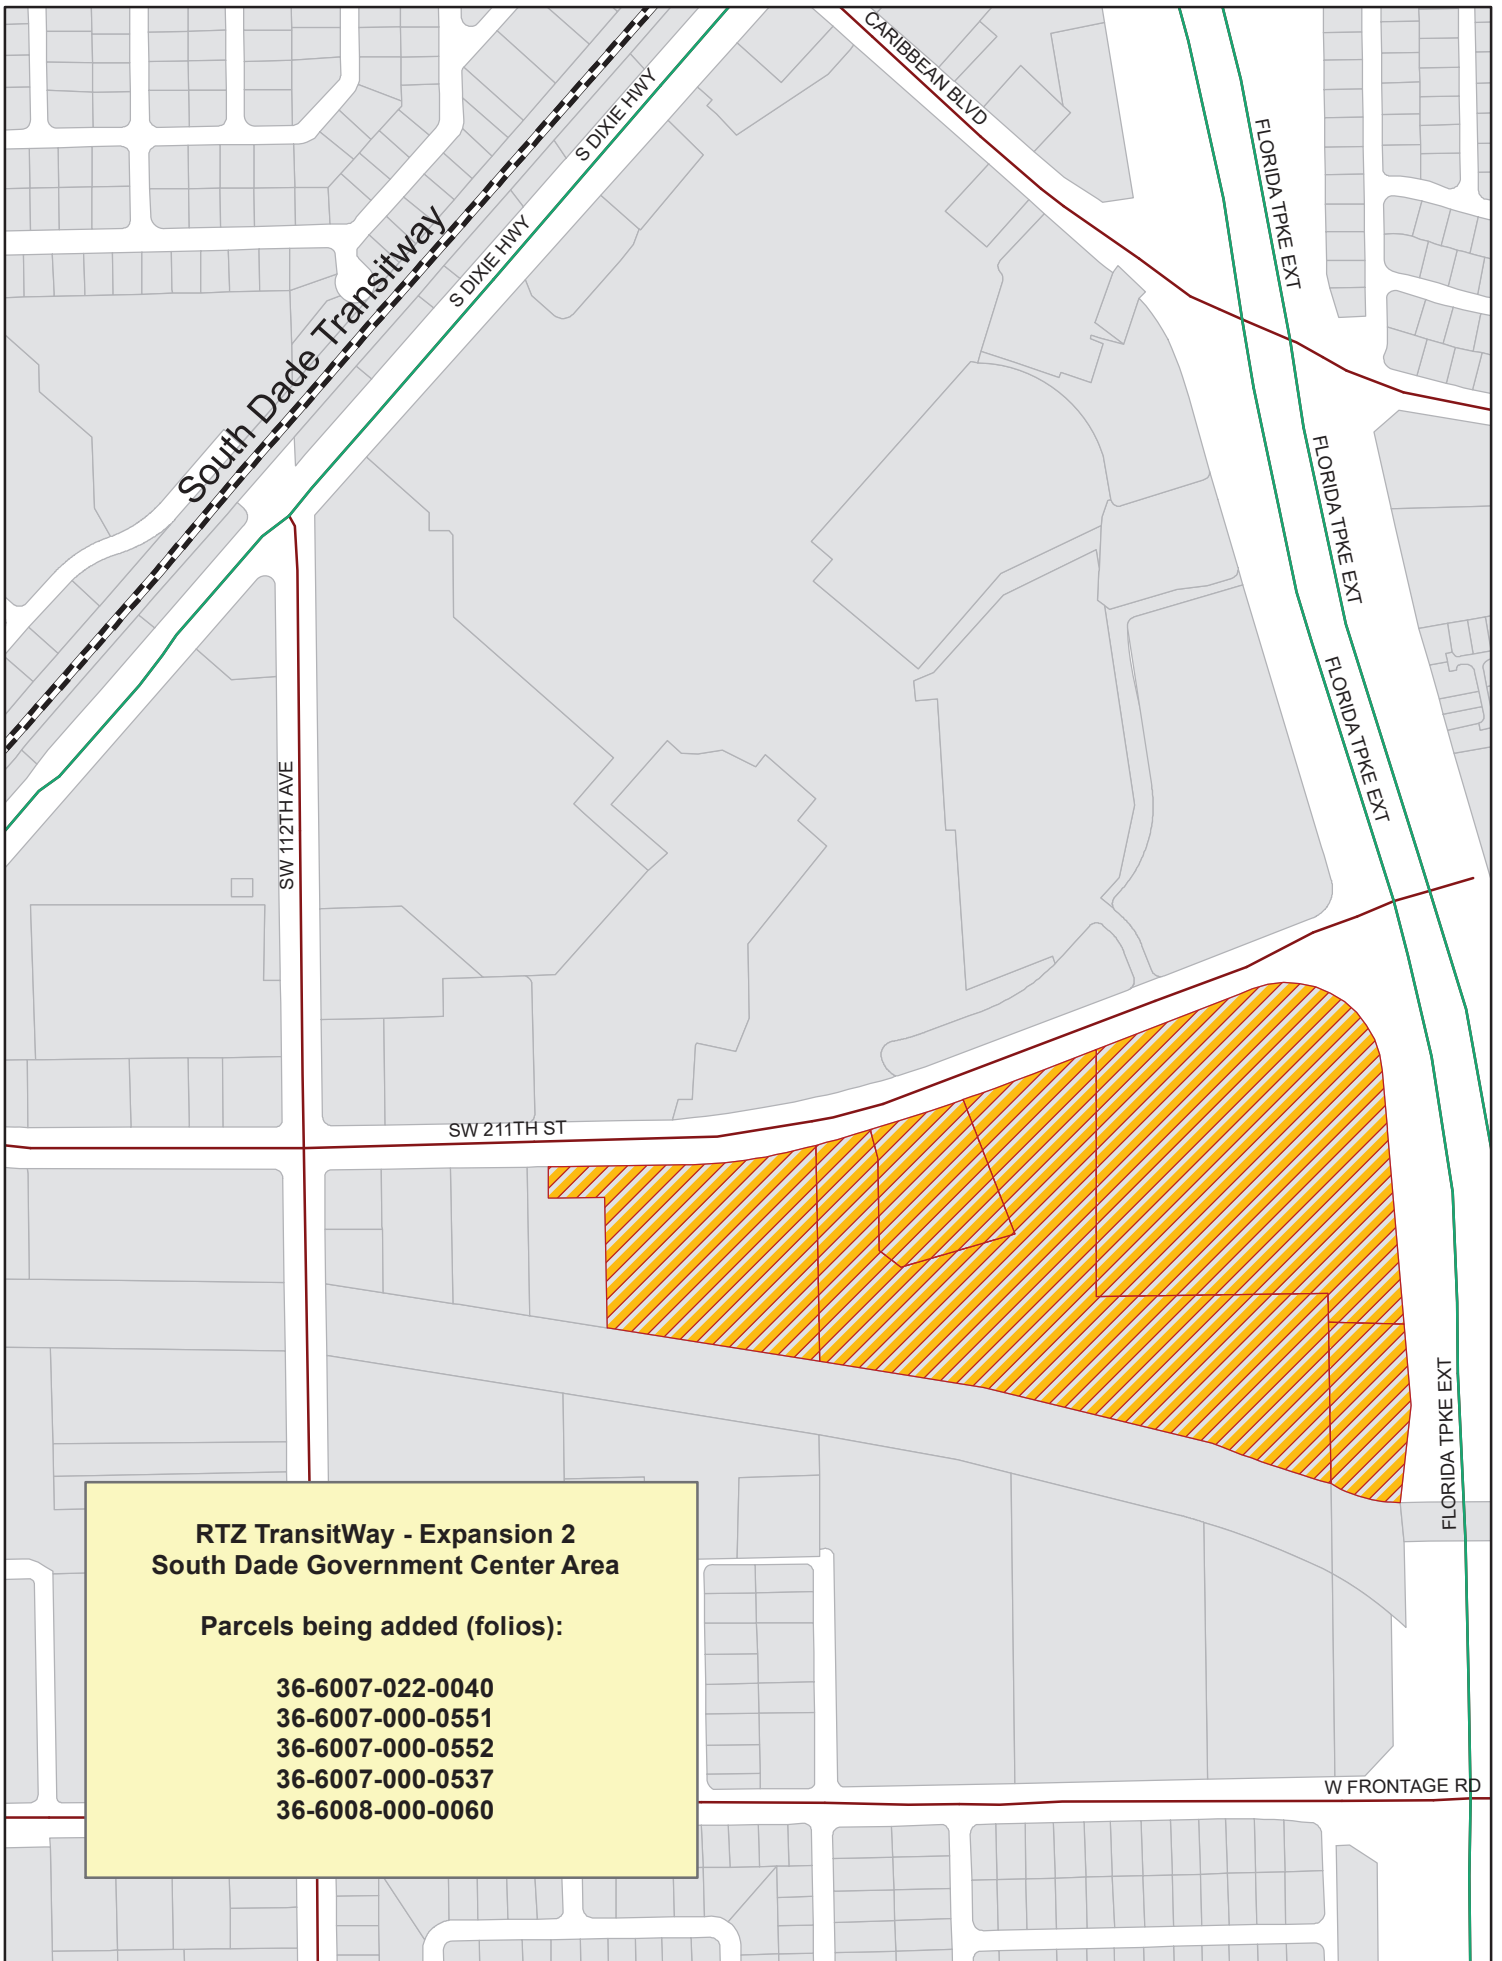 CARIBBEAN BLVD
S DIXIE HWY
FLORIDA TPKE EXT
S DIXIE HWY
South Dade Transitway
FLORIDA TPKE EXT
FLORIDA TPKE EXT
SW 112TH AVE
SW 211TH ST
FLORIDA TPKE EXT
RTZ TransitWay - Expansion 2
South Dade Government Center Area
Parcels being added (folios):
36-6007-022-0040
36-6007-000-0551
36-6007-000-0552
36-6007-000-0537
36-6008-000-0060
W FRONTAGE RD